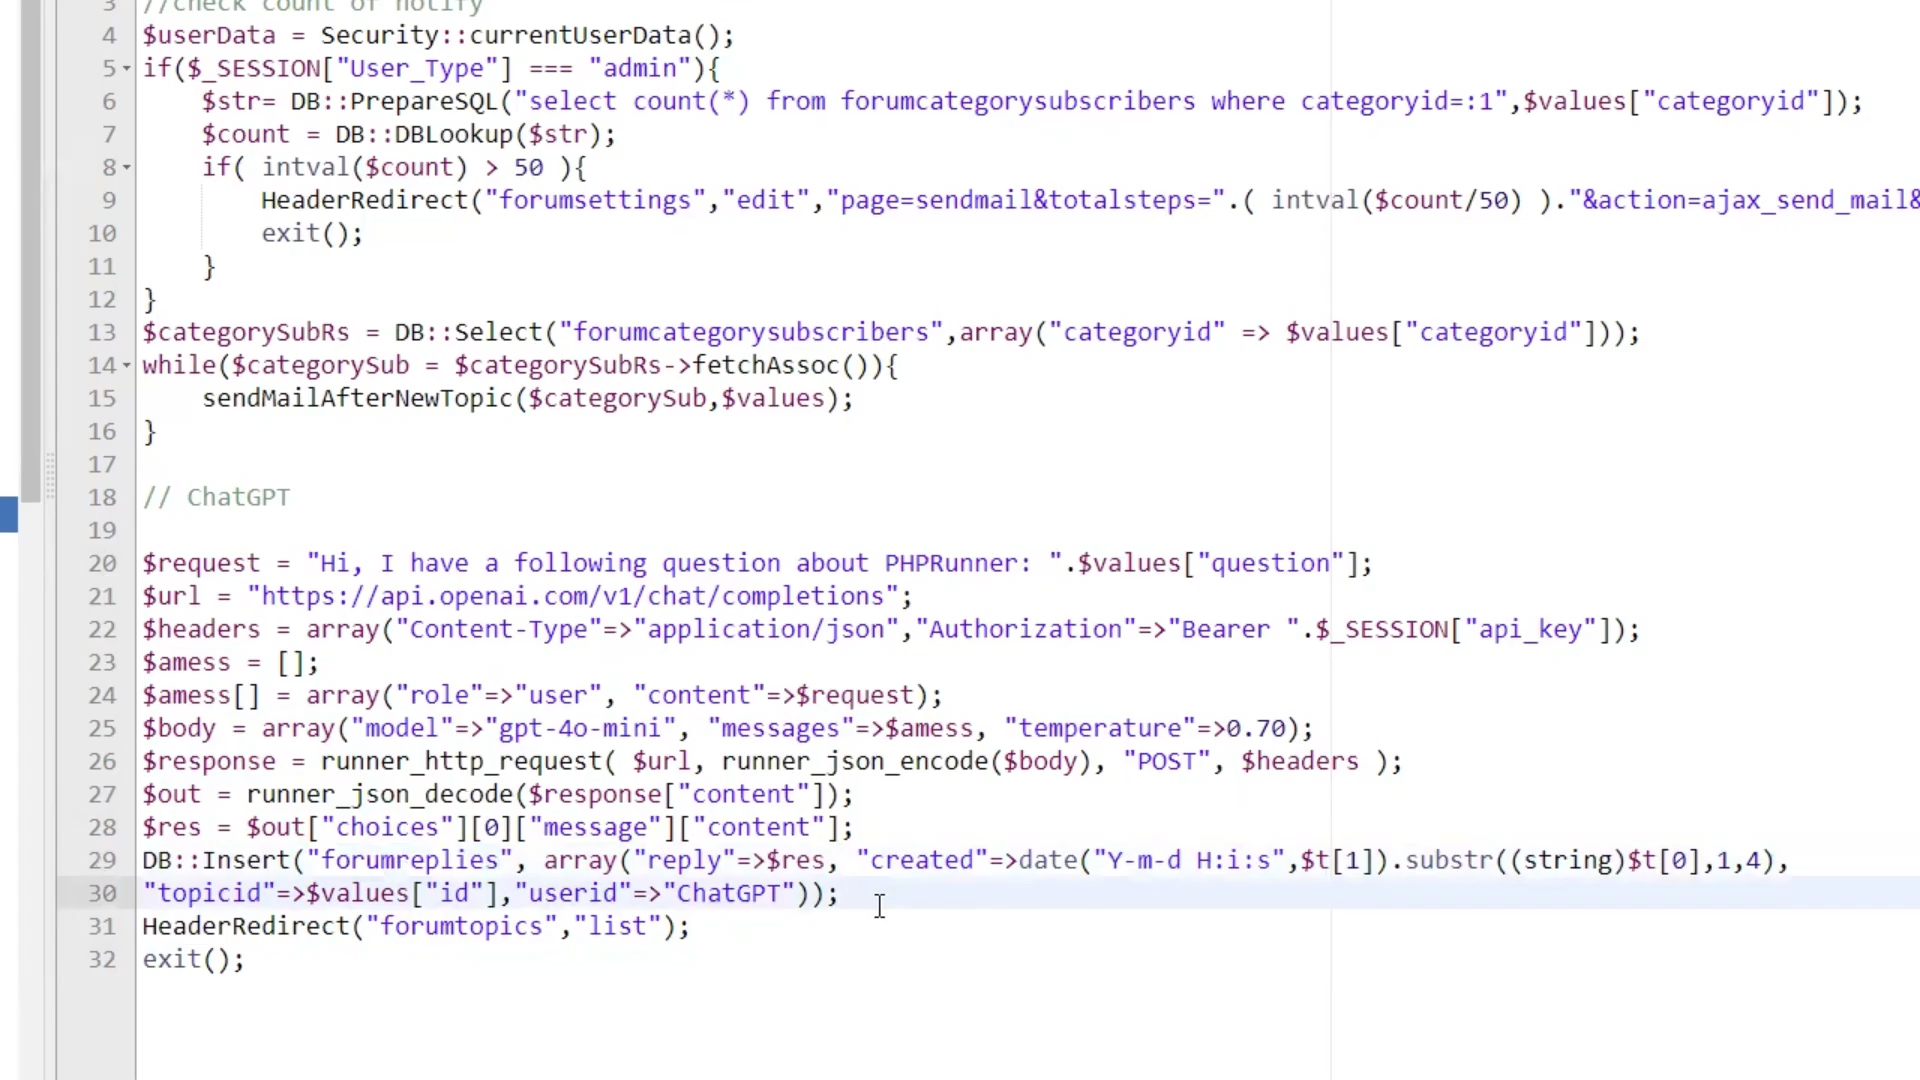 3 //check count of notify
4 $userData = Security::currentUserData();
5 if($_SESSION["User_Type"] === "admin"){
6 $str= DB::PrepareSQL("select count(*) from forumcategorysubscribers where categoryid=:1",$values["categoryid"]);
7 $count = DB::DBLookup($str);
8 if( intval($count) > 50 ){
9 HeaderRedirect("forumsettings","edit","page=sendmail&totalsteps=".( intval($count/50) )."&action=ajax_send_mail&
10 exit();
11 }
12 }
13 $categorySubRs = DB::Select("forumcategorysubscribers",array("categoryid" => $values["categoryid"]));
14 while($categorySub = $categorySubRs->fetchAssoc()){
15 sendMailAfterNewTopic($categorySub,$values);
16 }
17
18 // ChatGPT
19
20 $request = "Hi, I have a following question about PHPRunner: ".$values["question"];
21 $url = "https://api.openai.com/v1/chat/completions";
22 $headers = array("Content-Type"=>"application/json","Authorization"=>"Bearer ".$_SESSION["api_key"]);
23 $amess = [];
24 $amess[] = array("role"=>"user", "content"=>$request);
25 $body = array("model"=>"gpt-4o-mini", "messages"=>$amess, "temperature"=>0.70);
26 $response = runner_http_request( $url, runner_json_encode($body), "POST", $headers );
27 $out = runner_json_decode($response["content"]);
28 $res = $out["choices"][0]["message"]["content"];
29 DB::Insert("forumreplies", array("reply"=>$res, "created"=>date("Y-m-d H:i:s",$t[1]).substr((string)$t[0],1,4),
30 "topicid"=>$values["id"],"userid"=>"ChatGPT"));
31 HeaderRedirect("forumtopics","list");
32 exit();